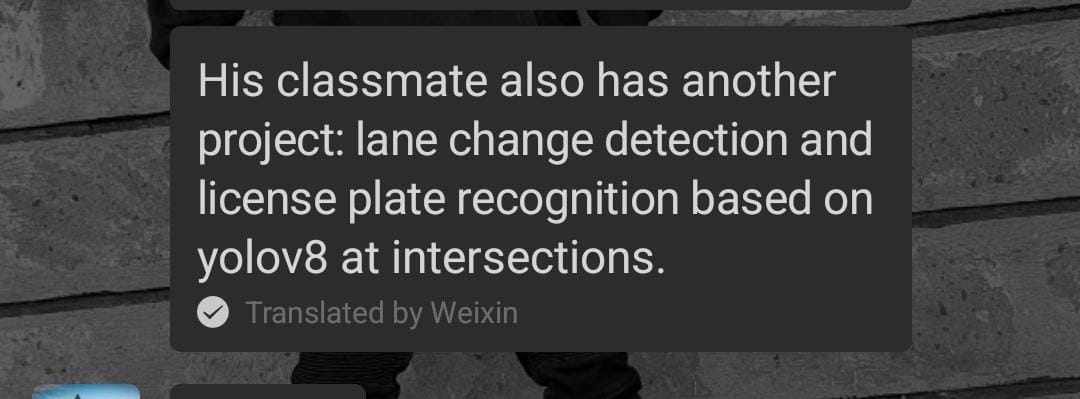 His classmate also has another
project: lane change detection and
license plate recognition based on
yolov8 at intersections.
Translated by Weixin